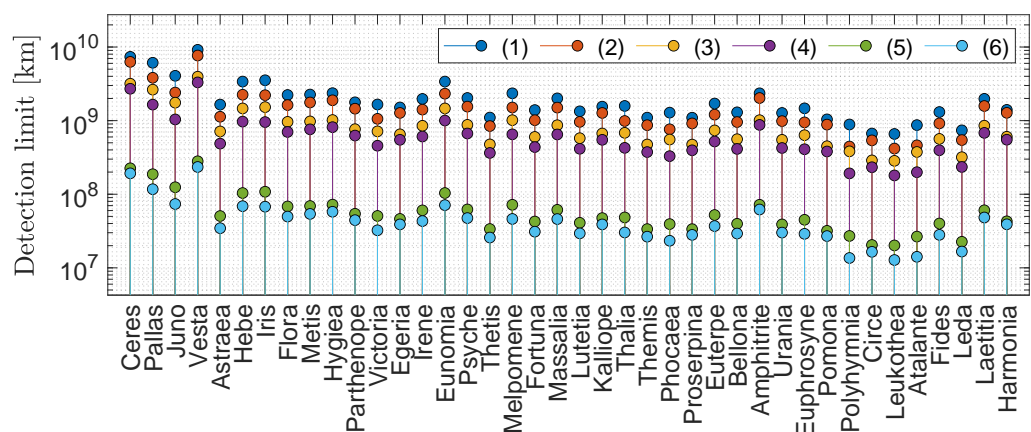 Detection limit [km]
10^10
10^9
10^8
10^7
(1) (2) (3) (4) (5) (6)
Ceres
Pallas
Juno
Vesta
Astraea
Hebe
Iris
Flora
Metis
Hygiea
Parthenope
Victoria
Egeria
Irene
Eunomia
Psyche
Thetis
Melpomene
Fortuna
Massalia
Lutetia
Kalliope
Thalia
Themis
Phocaea
Proserpina
Euterpe
Bellona
Amphitrite
Urania
Euphrosyne
Pomona
Polyhymnia
Circe
Leukothea
Atalante
Fides
Leda
Laetitia
Harmonia